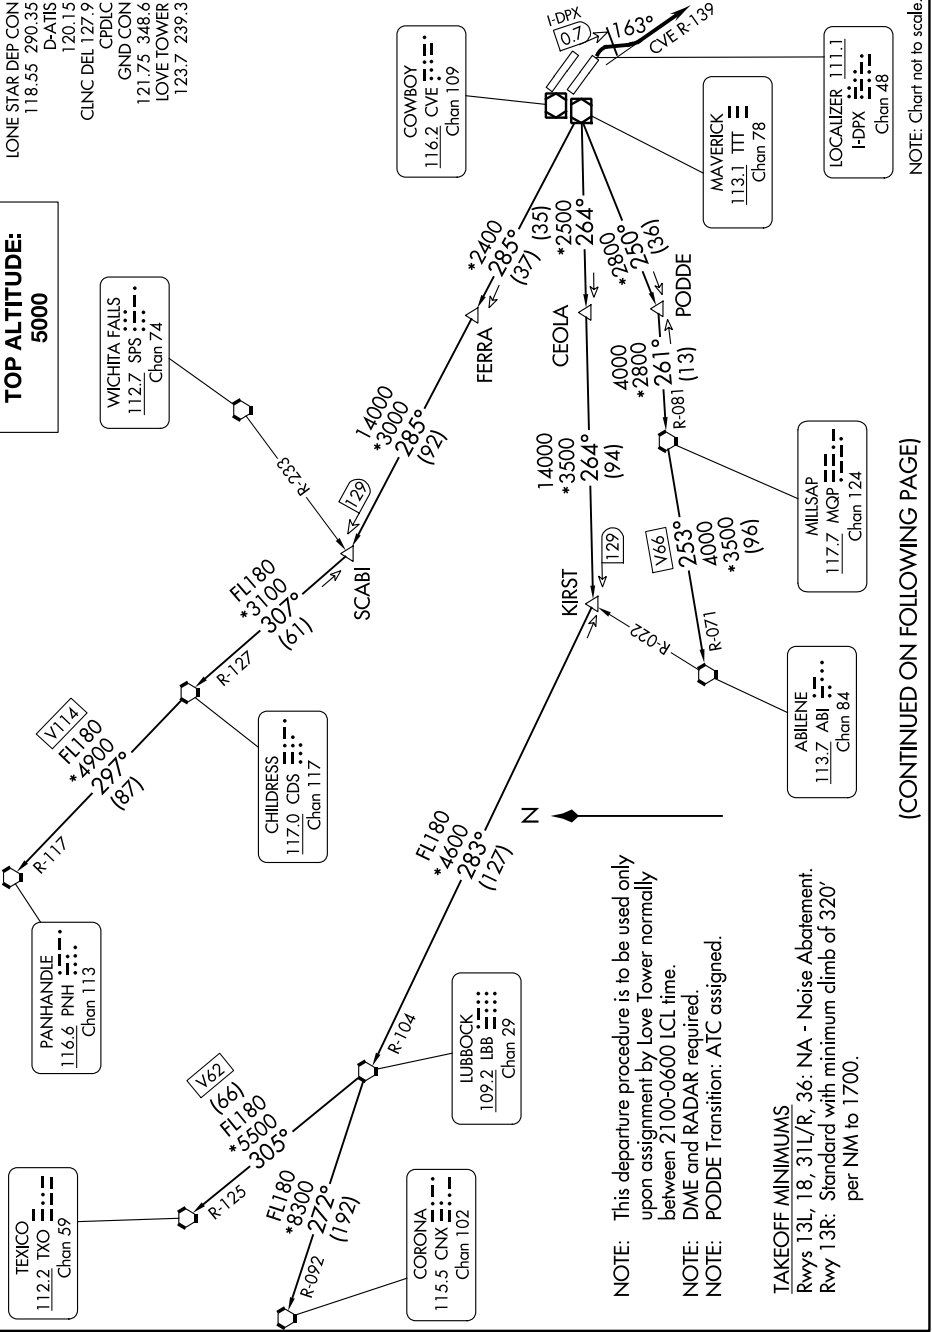 LONE STAR DEP CON
118.55 290.35
D-ATIS
120.15
CLNC DEL 127.9
CPDLC
GND CON
121.75 348.6
LOVE TOWER
123.7 239.3
TOP ALTITUDE:
5000
COWBOY
116.2 CVE
Chan 109
I-DPX
0.7
163°
CVE R-139
LOCALIZER 111.1
I-DPX
Chan 48
MAVERICK
113.1 TTT
Chan 78
NOTE: Chart not to scale.
WICHITA FALLS
112.7 SPS
Chan 74
R-233
*2400
285°
(37)
FERRA
(35)
*2500
264°
CEOLA
*2800
250°
(36)
PODDE
14000
*3000
285°
(92)
129
SCABI
14000
*3500
264°
(94)
129
KIRST
4000
*2800
261°
(13)
R-081
MILLSAP
117.7 MQP
Chan 124
V66
253°
4000
*3500
(96)
R-071
R-022
ABILENE
113.7 ABI
Chan 84
FL180
*3100
307°
(61)
R-127
CHILDRESS
117.0 CDS
Chan 117
V114
FL180
*4900
297°
(87)
R-117
PANHANDLE
116.6 PNH
Chan 113
FL180
*4600
283°
(127)
R-104
LUBBOCK
109.2 LBB
Chan 29
V62
(66)
FL180
*5500
305°
R-125
TEXICO
112.2 TXO
Chan 59
FL180
*8300
272°
(192)
R-092
CORONA
115.5 CNX
Chan 102
N
NOTE: This departure procedure is to be used only
upon assignment by Love Tower normally
between 2100-0600 LCL time.
NOTE: DME and RADAR required.
NOTE: PODDE Transition: ATC assigned.
TAKEOFF MINIMUMS
Rwys 13L, 18, 31L/R, 36: NA - Noise Abatement.
Rwy 13R: Standard with minimum climb of 320'
per NM to 1700.
(CONTINUED ON FOLLOWING PAGE)